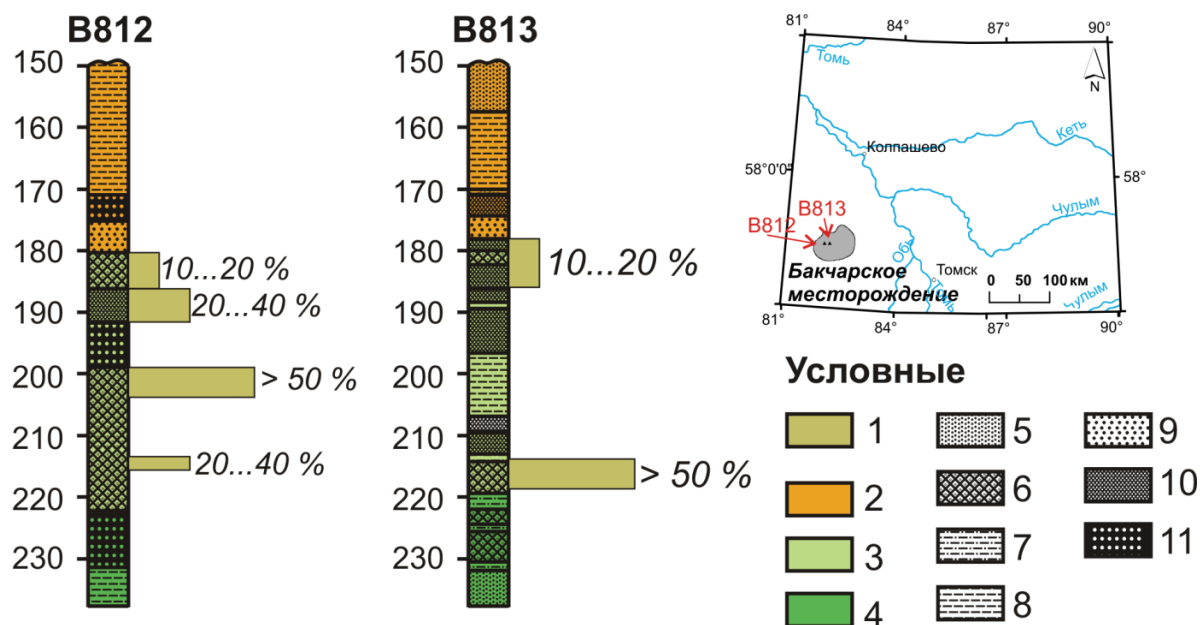 B812
150
160
170
180
190
200
210
220
230
10...20 %
20...40 %
> 50 %
20...40 %
B813
150
160
170
180
190
200
210
220
230
10...20 %
> 50 %
81°
84°
87°
90°
Томь
N
Кеть
Колпашево
58°0'0"
58°
Чулым
B813
B812
Обь
Томск
Томь
0 50 100 км
Бакчарское
месторождение
Чулым
81°
84°
87°
90°
Условные
1
2
3
4
5
6
7
8
9
10
11